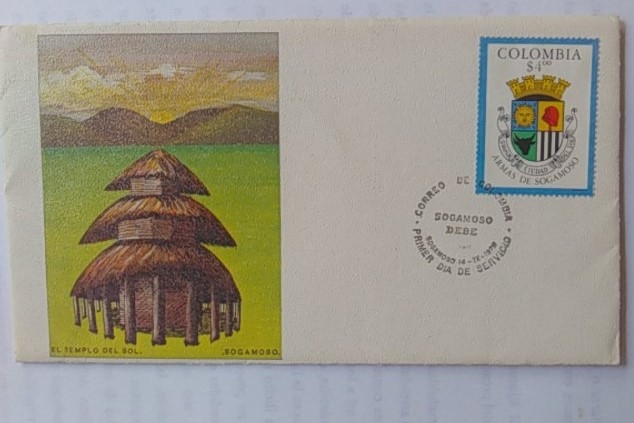 COLOMBIA
$4.00
ARMAS DE SOGAMOSO
CORREO DE COLOMBIA
SOGAMOSO
DEBE
SOGAMOSO 14-IX-1979
PRIMER DIA DE SERVICIO
EL TEMPLO DEL SOL.
.SOGAMOSO.